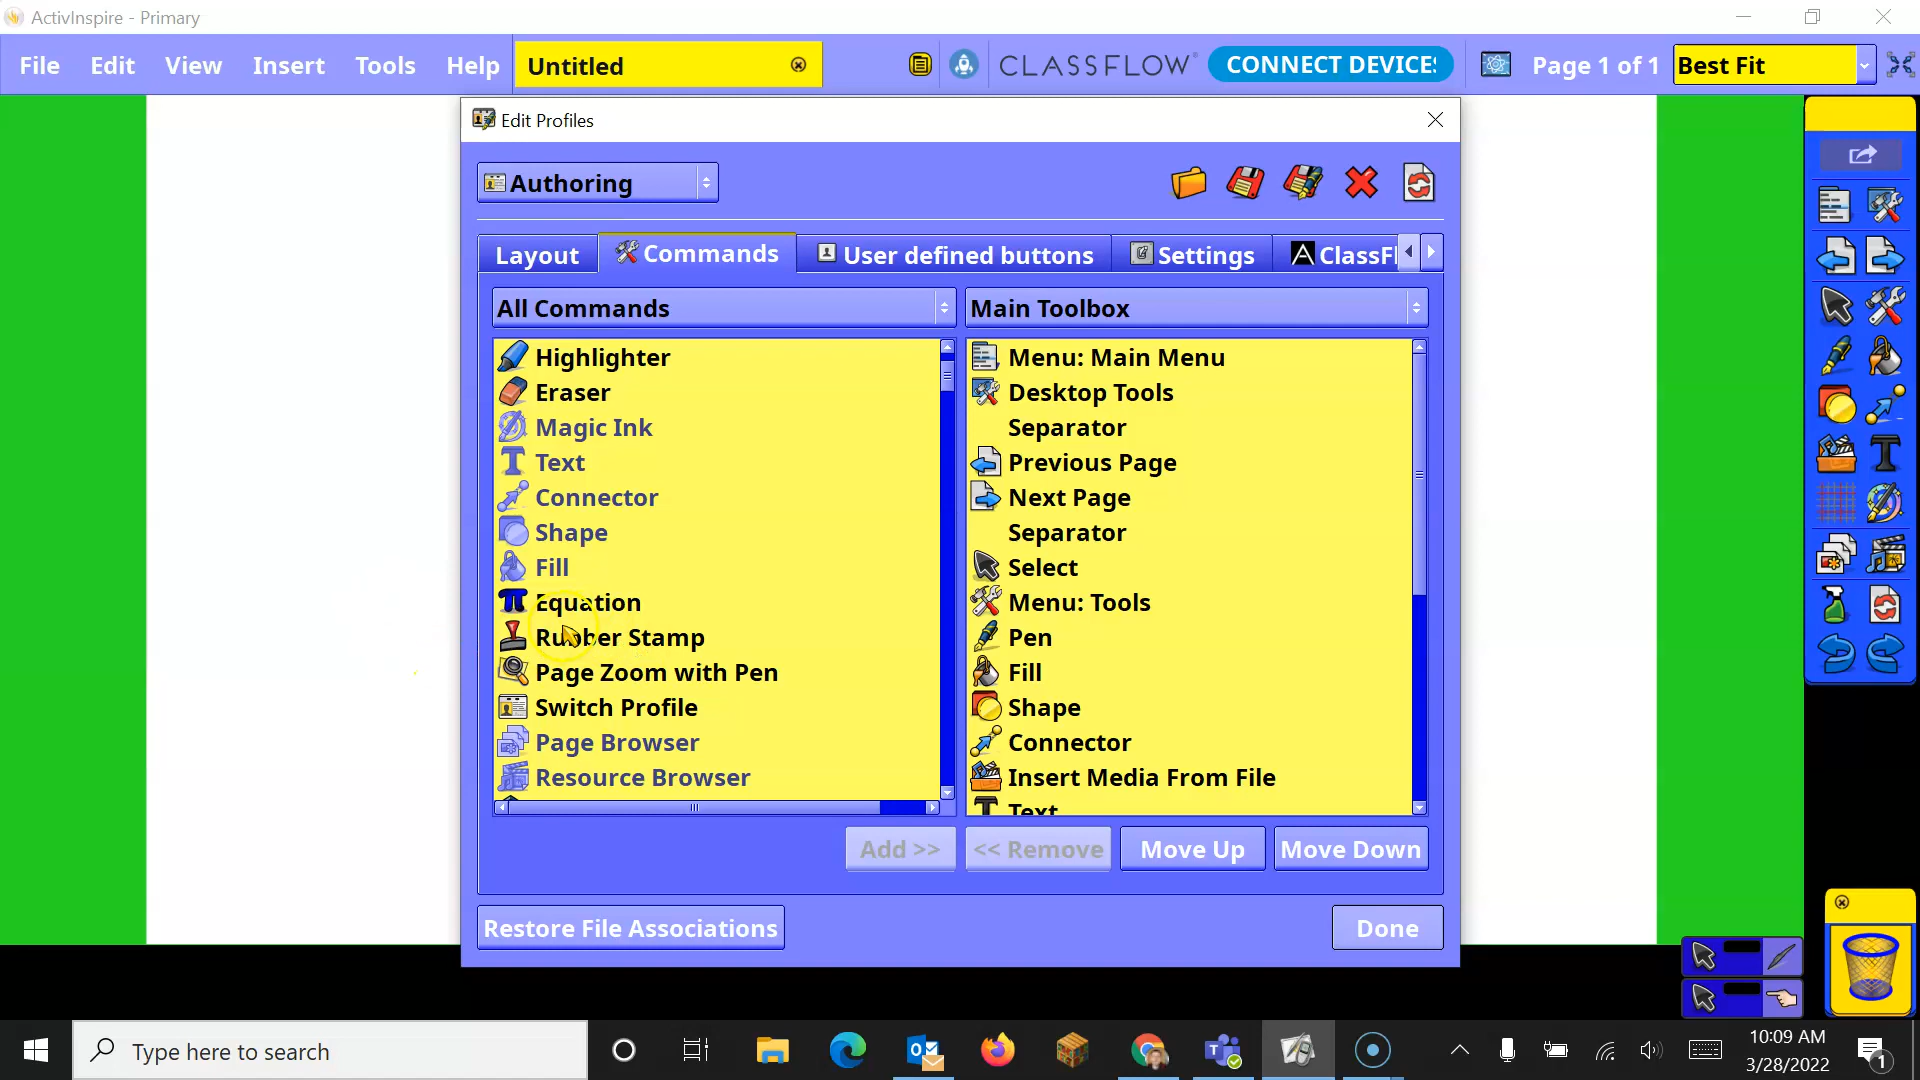 ActivInspire - Primary
File Edit View Insert Tools Help Untitled CLASSFLOW CONNECT DEVICES Page 1 of 1 Best Fit
Edit Profiles
Authoring
Layout Commands User defined buttons Settings ClassFl
All Commands Main Toolbox
Highlighter
Eraser
Magic Ink
Text
Connector
Shape
Fill
Equation
Rubber Stamp
Page Zoom with Pen
Switch Profile
Page Browser
Resource Browser
Menu: Main Menu
Desktop Tools
Separator
Previous Page
Next Page
Separator
Select
Menu: Tools
Pen
Fill
Shape
Connector
Insert Media From File
Text
Add >> << Remove Move Up Move Down
Restore File Associations Done
Type here to search
10:09 AM
3/28/2022
1